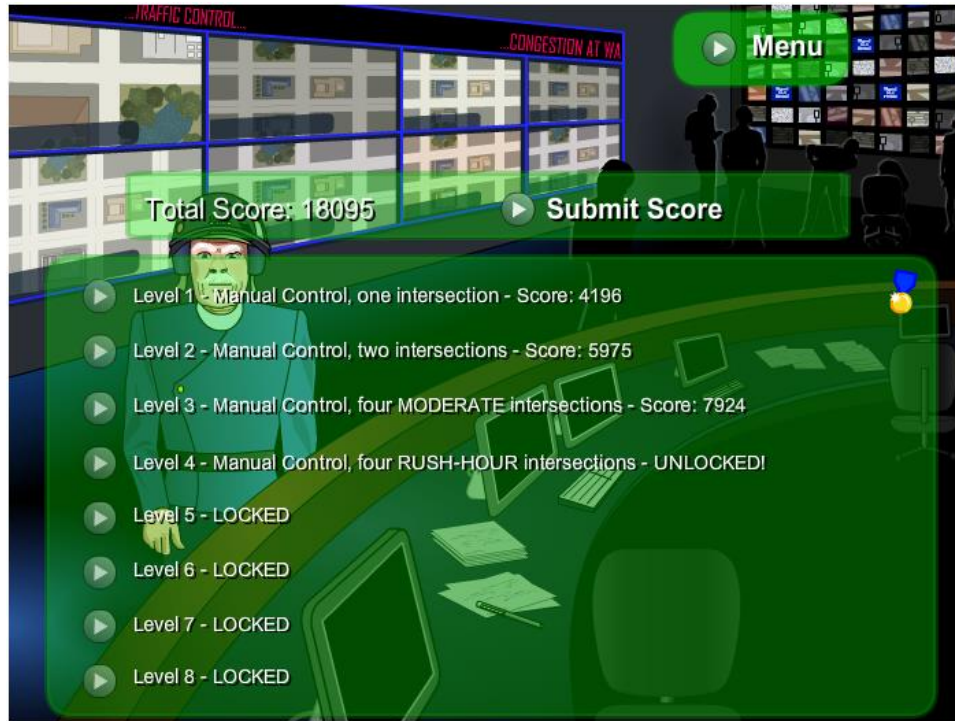 ...TRAFFIC CONTROL...
...CONGESTION AT WA
Menu
Total Score: 18095
Submit Score
Level 1 - Manual Control, one intersection - Score: 4196
Level 2 - Manual Control, two intersections - Score: 5975
Level 3 - Manual Control, four MODERATE intersections - Score: 7924
Level 4 - Manual Control, four RUSH-HOUR intersections - UNLOCKED!
Level 5 - LOCKED
Level 6 - LOCKED
Level 7 - LOCKED
Level 8 - LOCKED